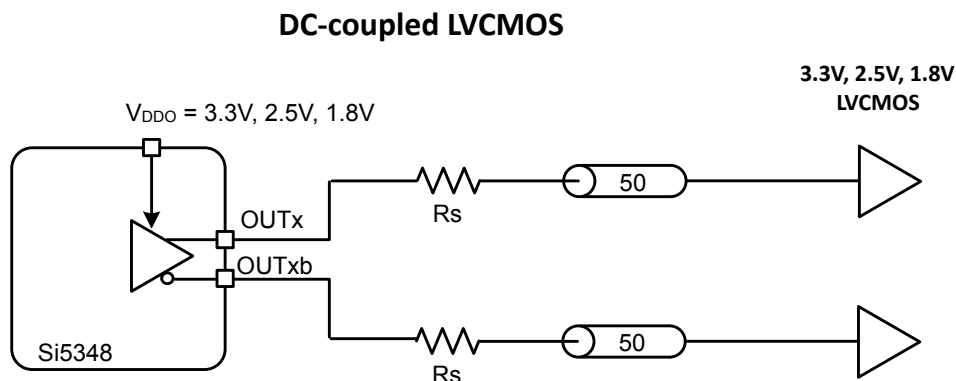 DC-coupled LVCMOS
3.3V, 2.5V, 1.8V
LVCMOS
VDDO = 3.3V, 2.5V, 1.8V
OUTx
Rs
50
OUTxb
Rs
50
Si5348